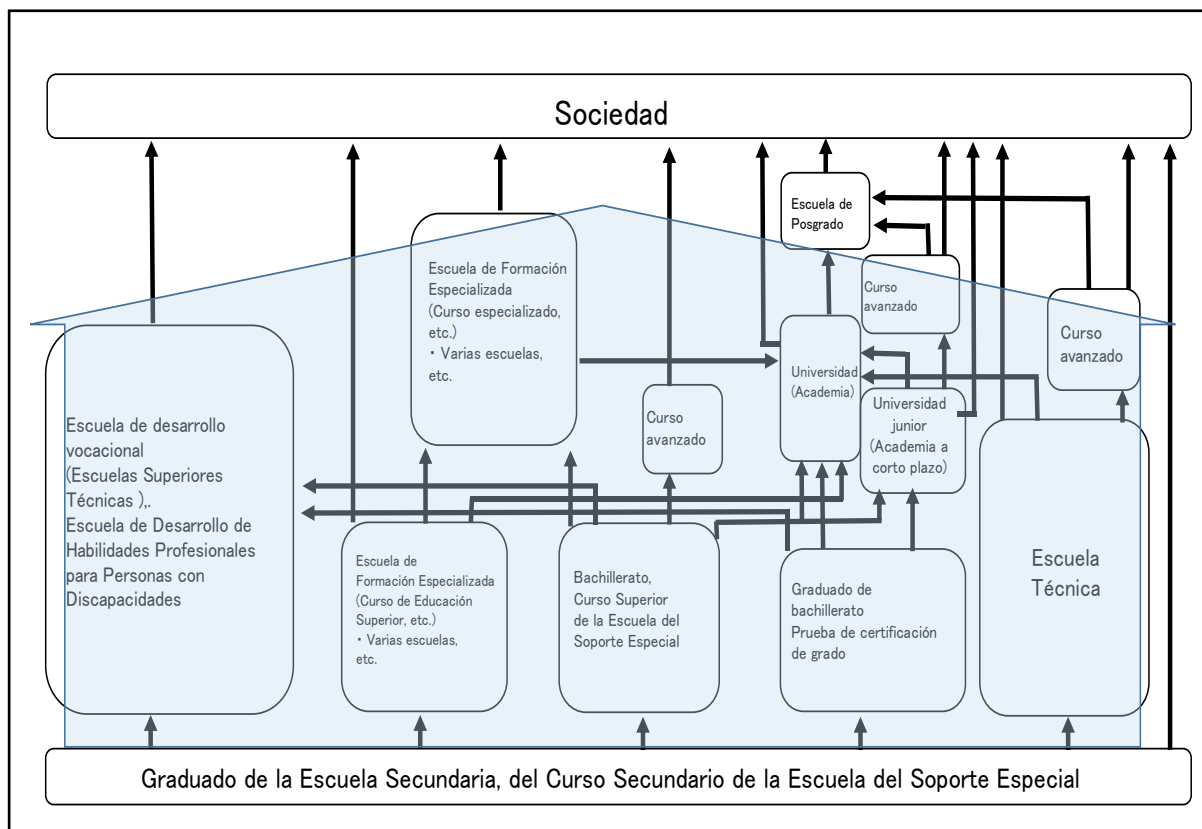 Sociedad
Escuela de
Posgrado
Escuela de Formación
Especializada
(Curso especializado,
etc.)
・ Varias escuelas,
etc.
Curso
avanzado
Curso
avanzado
Universidad
(Academia)
Universidad
junior
(Academia a
corto plazo)
Curso
avanzado
Escuela de desarrollo
vocacional
(Escuelas Superiores
Técnicas ),.
Escuela de Desarrollo de
Habilidades Profesionales
para Personas con
Discapacidades
Escuela de
Formación Especializada
(Curso de Educación
Superior, etc.)
・ Varias escuelas,
etc.
Bachillerato,
Curso Superior
de la Escuela del
Soporte Especial
Graduado de
bachillerato
Prueba de certificación
de grado
Escuela
Técnica
Graduado de la Escuela Secundaria, del Curso Secundario de la Escuela del Soporte Especial